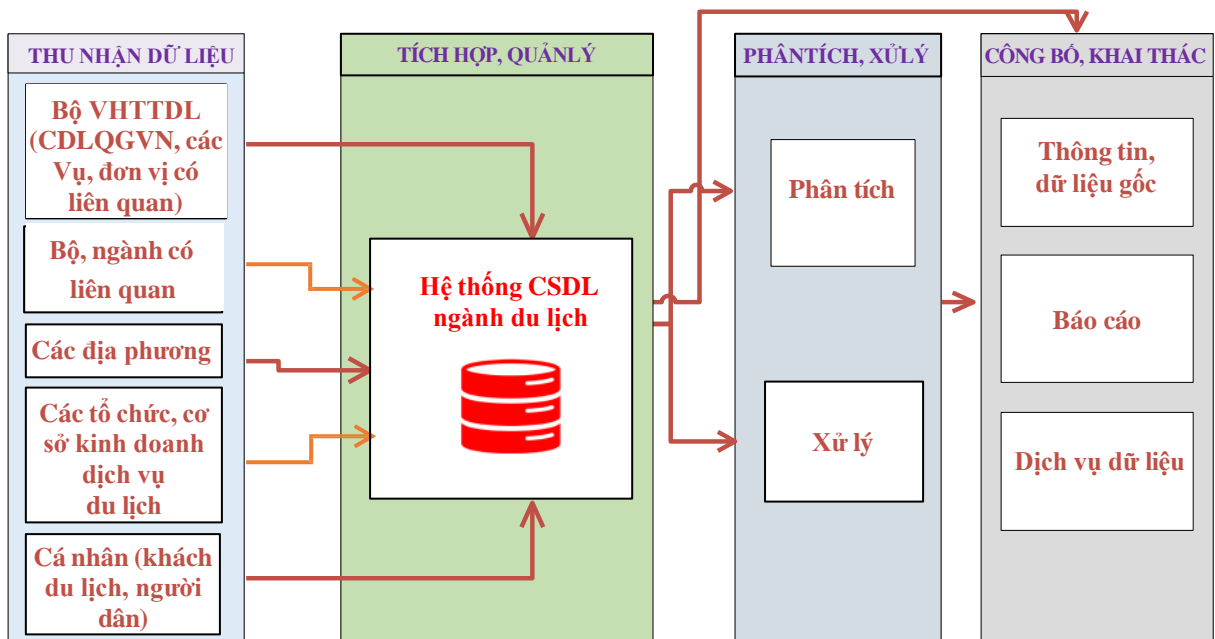 THU NHẬN DỮ LIỆU
Bộ VHTTDL
(CDLQGVN, các
Vụ, đơn vị có
liên quan)
Bộ, ngành có
liên quan
Các địa phương
Các tổ chức, cơ
sở kinh doanh
dịch vụ
du lịch
Cá nhân (khách
du lịch, người
dân)
TÍCH HỢP, QUẢNLÝ
Hệ thống CSDL
ngành du lịch
PHÂNTÍCH, XỬLÝ
Phân tích
Xử lý
CÔNG BỐ, KHAI THÁC
Thông tin,
dữ liệu gốc
Báo cáo
Dịch vụ dữ liệu